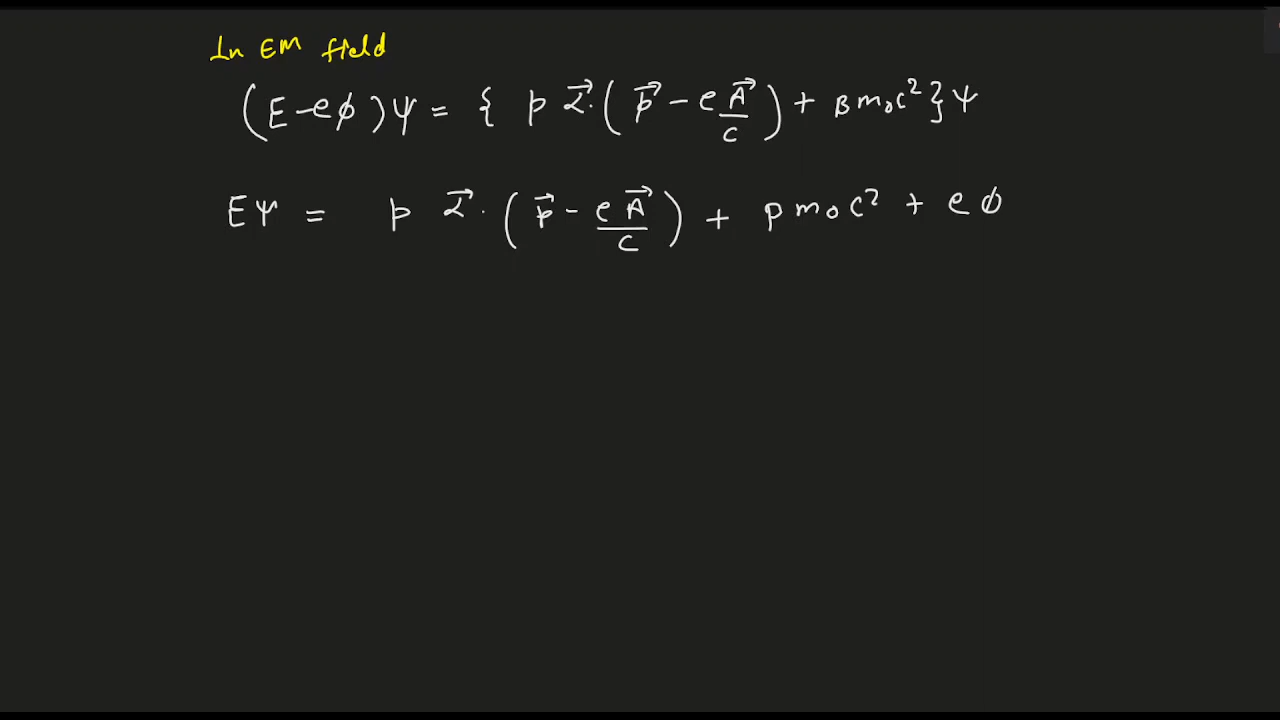 In EM field
(E - eϕ)ψ = { p α⃗·(p⃗ - eA⃗/c) + βm₀c² } ψ
Eψ = p α⃗·(p⃗ - eA⃗/c) + βm₀c² + eϕ